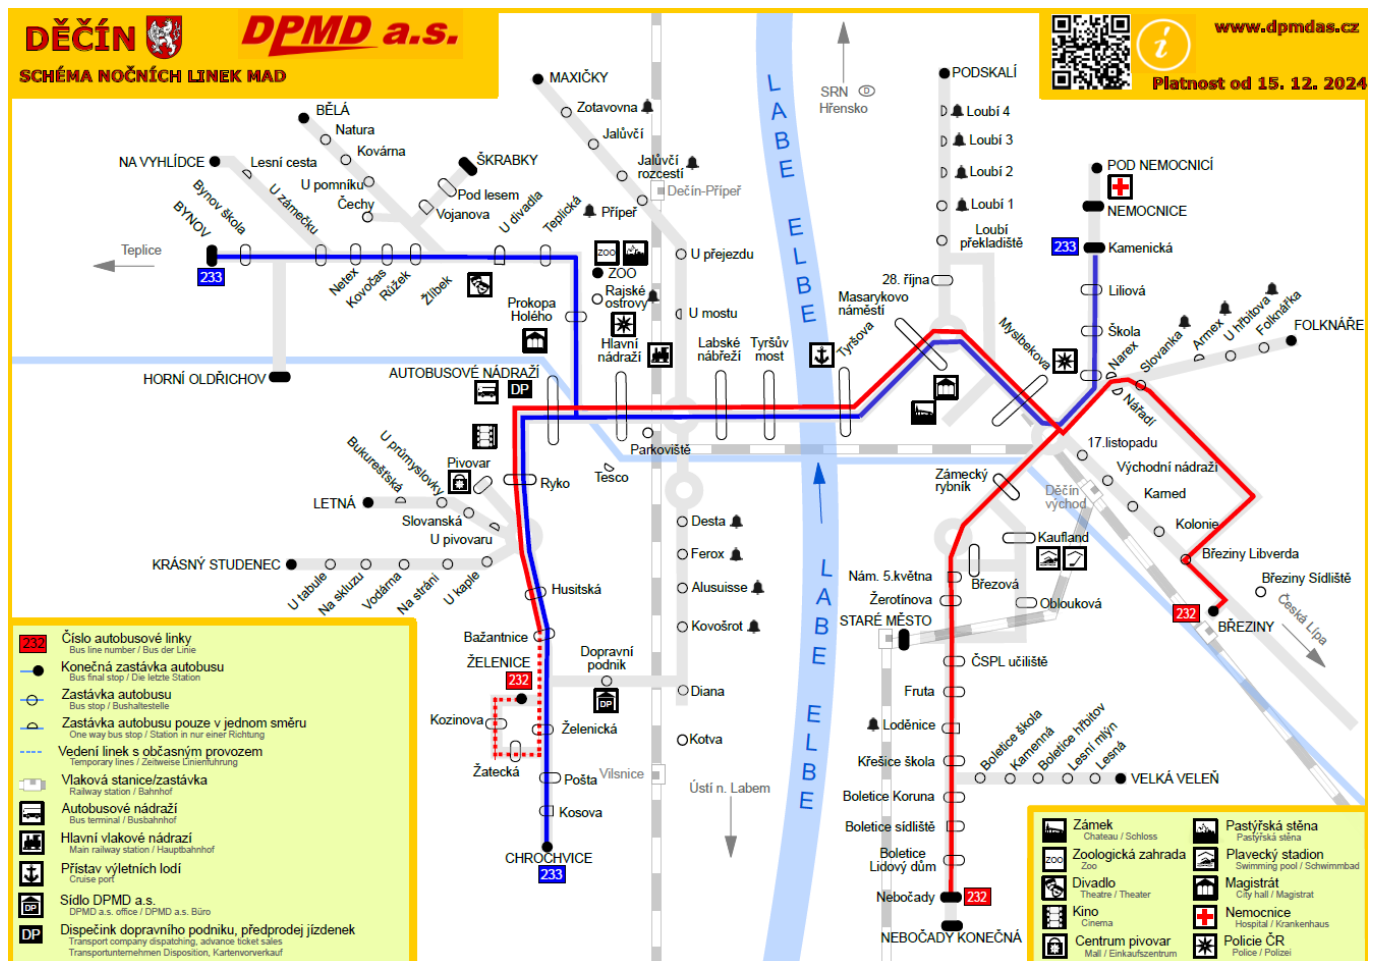 DĚČÍN
DPMD a.s.
SCHÉMA NOČNÍCH LINEK MAD
www.dpmdas.cz
Platnost od 15. 12. 2024
MAXIČKY
Zotavovna
Jalůvčí
Jalůvčí
rozcestí
Dečín-Přípeř
Přípeř
U přejezdu
U mostu
BĚLÁ
Natura
Kovárna
U pomníku
Čechy
NA VYHLÍDCE
Lesní cesta
U zámečku
ŠKRABKY
Pod lesem
Vojanova
U divadla
Teplická
Bynov škola
BYNOV
233
Teplice
Netex
Kovočas
Růžek
Žlíbek
ZOO
ZOO
Rajské
ostrovy
Prokopa
Holého
Hlavní
nádraží
HORNÍ OLDŘICHOV
AUTOBUSOVÉ NÁDRAŽÍ
DP
Labské
nábřeží
Tyršův
most
Tyršova
LABE
ELBE
LABE
ELBE
SRN
D
Hřensko
PODSKALÍ
Loubí 4
Loubí 3
Loubí 2
Loubí 1
Loubí
překladiště
28. října
Masarykovo
náměstí
Myslbekova
POD NEMOCNICÍ
NEMOCNICE
233
Kamenická
Liliová
Škola
Narex
Slovanka
Armex
U hřbitova
Folknářka
FOLKNÁŘE
Nářadí
17.listopadu
Východní nádraží
Kamed
Kolonie
Březiny Libverda
Březiny Sídliště
232
BŘEZINY
Česká Lípa
Parkoviště
Tesco
Ryko
Pivovar
U průmyslovky
Bukurešťská
LETNÁ
Slovanská
U pivovaru
KRÁSNÝ STUDENEC
U tabule
Na skluzu
Vodárna
Na stráni
U kaple
Husitská
Bažantnice
ŽELENICE
232
Kozinova
Žatecká
Želenická
Pošta
Kosova
CHROCHVICE
233
Dopravní
podnik
DP
Desta
Ferox
Alusuisse
Kovošrot
Diana
Kotva
Vilsnice
Ústí n. Labem
Zámecký
rybník
Děčín
východ
Kaufland
Březová
Oblouková
Nám. 5.května
Žerotínova
STARÉ MĚSTO
ČSPL učiliště
Fruta
Loděnice
Křešice škola
Boletice Koruna
Boletice sídliště
Boletice
Lidový dům
Nebočady
232
NEBOČADY KONEČNÁ
Boletice škola
Kamenná
Boletice hřbitov
Lesní mlýn
Lesná
VELKÁ VELEŇ
232
Číslo autobusové linky
Bus line number / Bus der Linie
Konečná zastávka autobusu
Bus final stop / Die letzte Station
Zastávka autobusu
Bus stop / Bushaltestelle
Zastávka autobusu pouze v jednom směru
One way bus stop / Station in nur einer Richtung
Vedení linek s občasným provozem
Temporary lines / Zeitweise Linienführung
Vlaková stanice/zastávka
Railway station / Bahnhof
Autobusové nádraží
Bus terminal / Busbahnhof
Hlavní vlakové nádraží
Main railway station / Hauptbahnhof
Přístav výletních lodí
Cruise port
DP
Sídlo DPMD a.s.
DPMD a.s. office / DPMD a.s. Büro
DP
Dispečink dopravního podniku, předprodej jízdenek
Transport company dispatching, advance ticket sales
Transportunternehmen Disposition, Kartenvorverkauf
Zámek
Chateau / Schloss
ZOO
Zoologická zahrada
Zoo
Divadlo
Theatre / Theater
Kino
Cinema
Centrum pivovar
Mall / Einkaufszentrum
Pastýřská stěna
Pastýřská stěna
Plavecký stadion
Swimming pool / Schwimmbad
Magistrát
City hall / Magistrat
Nemocnice
Hospital / Krankenhaus
Policie ČR
Police / Polizei